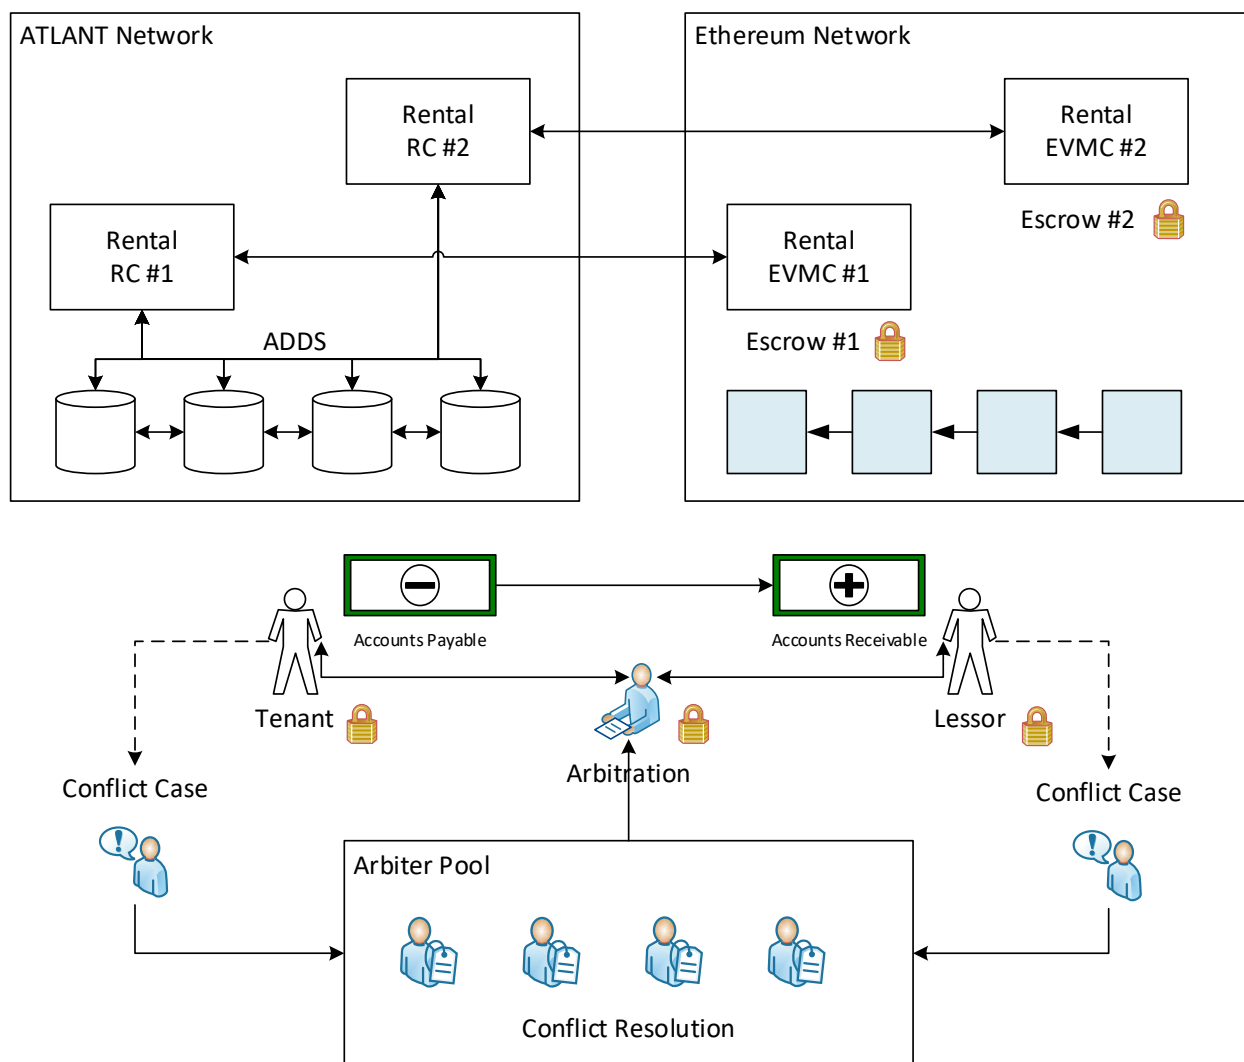 ATLANT Network
Ethereum Network
Rental
RC #2
Rental
EVMC #2
Escrow #2
Rental
RC #1
Rental
EVMC #1
Escrow #1
ADDS
Accounts Payable
Accounts Receivable
Tenant
Lessor
Arbitration
Conflict Case
Conflict Case
Arbiter Pool
Conflict Resolution